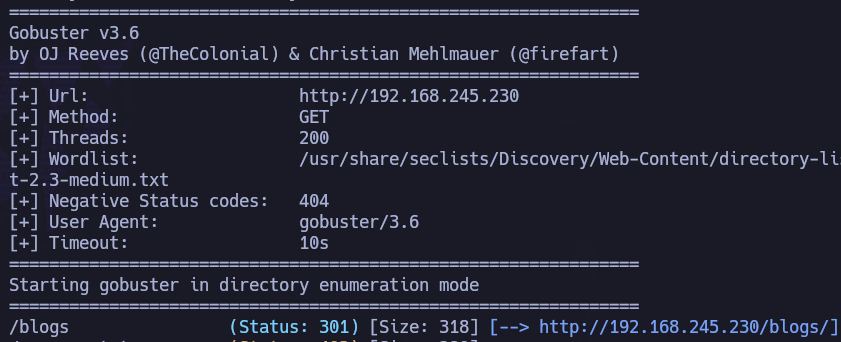 ===============================================================
Gobuster v3.6
by OJ Reeves (@TheColonial) & Christian Mehlmauer (@firefart)
===============================================================
[+] Url:                     http://192.168.245.230
[+] Method:                  GET
[+] Threads:                 200
[+] Wordlist:                /usr/share/seclists/Discovery/Web-Content/directory-lis
t-2.3-medium.txt
[+] Negative Status codes:   404
[+] User Agent:              gobuster/3.6
[+] Timeout:                 10s
===============================================================
Starting gobuster in directory enumeration mode
===============================================================
/blogs                (Status: 301) [Size: 318] [--> http://192.168.245.230/blogs/]